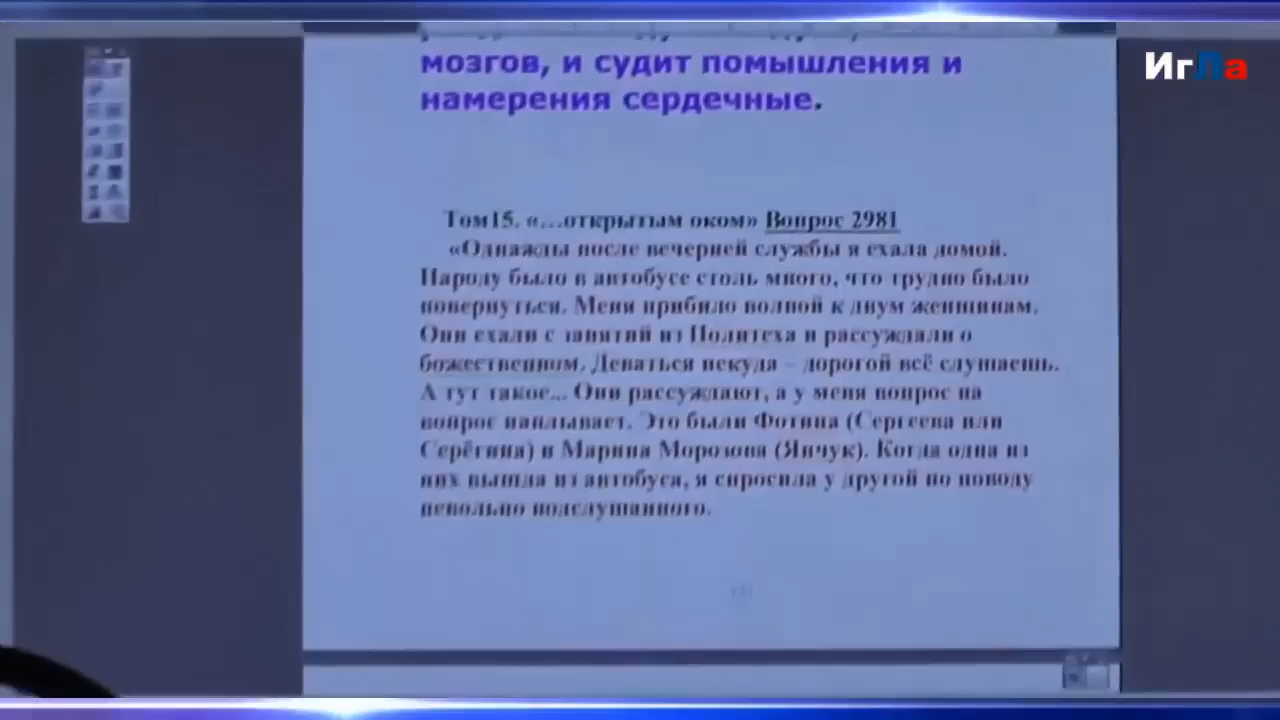 мозгов, и судит помышления и
намерения сердечные.
ИгЛа
Том15. «...открытым оком» Вопрос 2981
«Однажды после вечерней службы я ехала домой.
Народу было в автобусе столь много, что трудно было
повернуться. Меня прибило волной к двум женщинам.
Они ехали с занятий из Политеха и рассуждали о
божественном. Деваться некуда – дорогой всё слушаешь.
А тут такое... Они рассуждают, а у меня вопрос на
вопрос наплывает. Это были Фотина (Сергеева или
Серёгина) и Марина Морозова (Янчук). Когда одна из
них вышла из автобуса, я спросила у другой по поводу
невольно подслушанного.